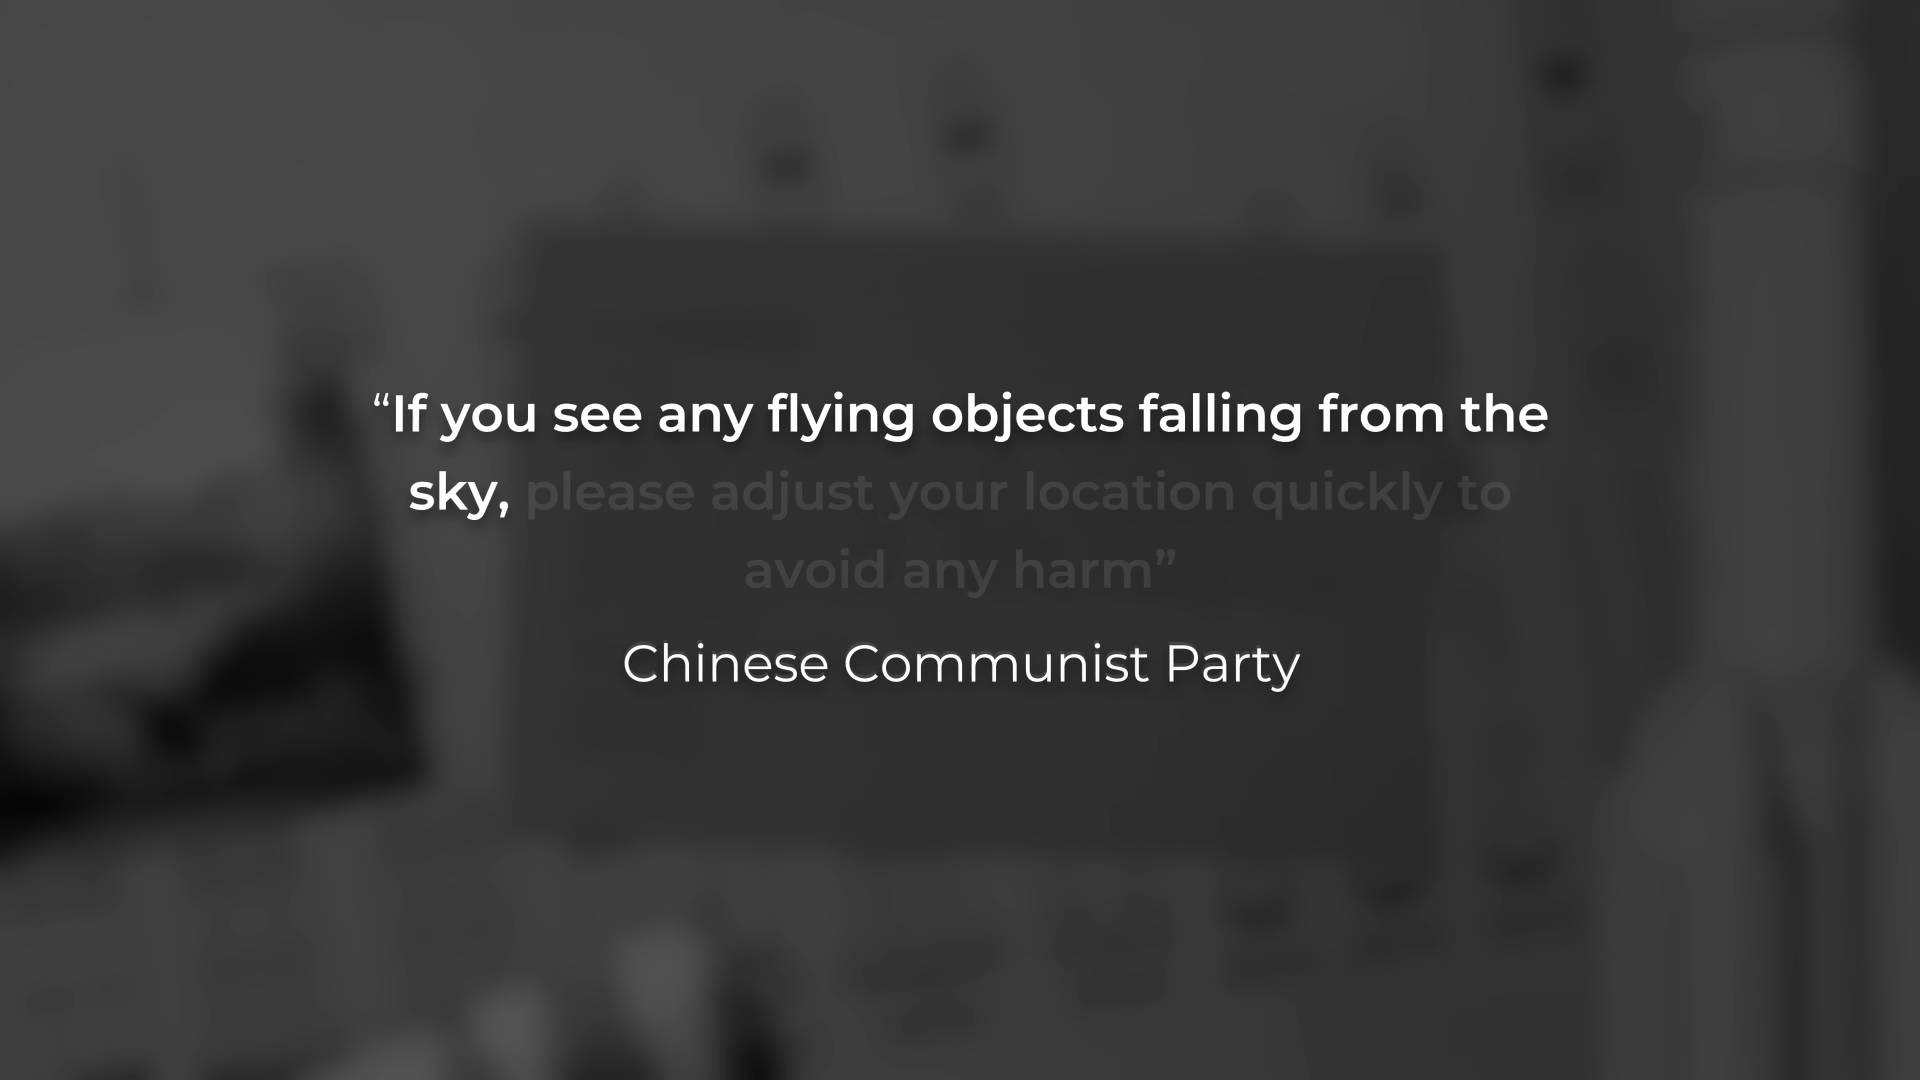 “If you see any flying objects falling from the
sky, please adjust your location quickly to
avoid any harm”
Chinese Communist Party